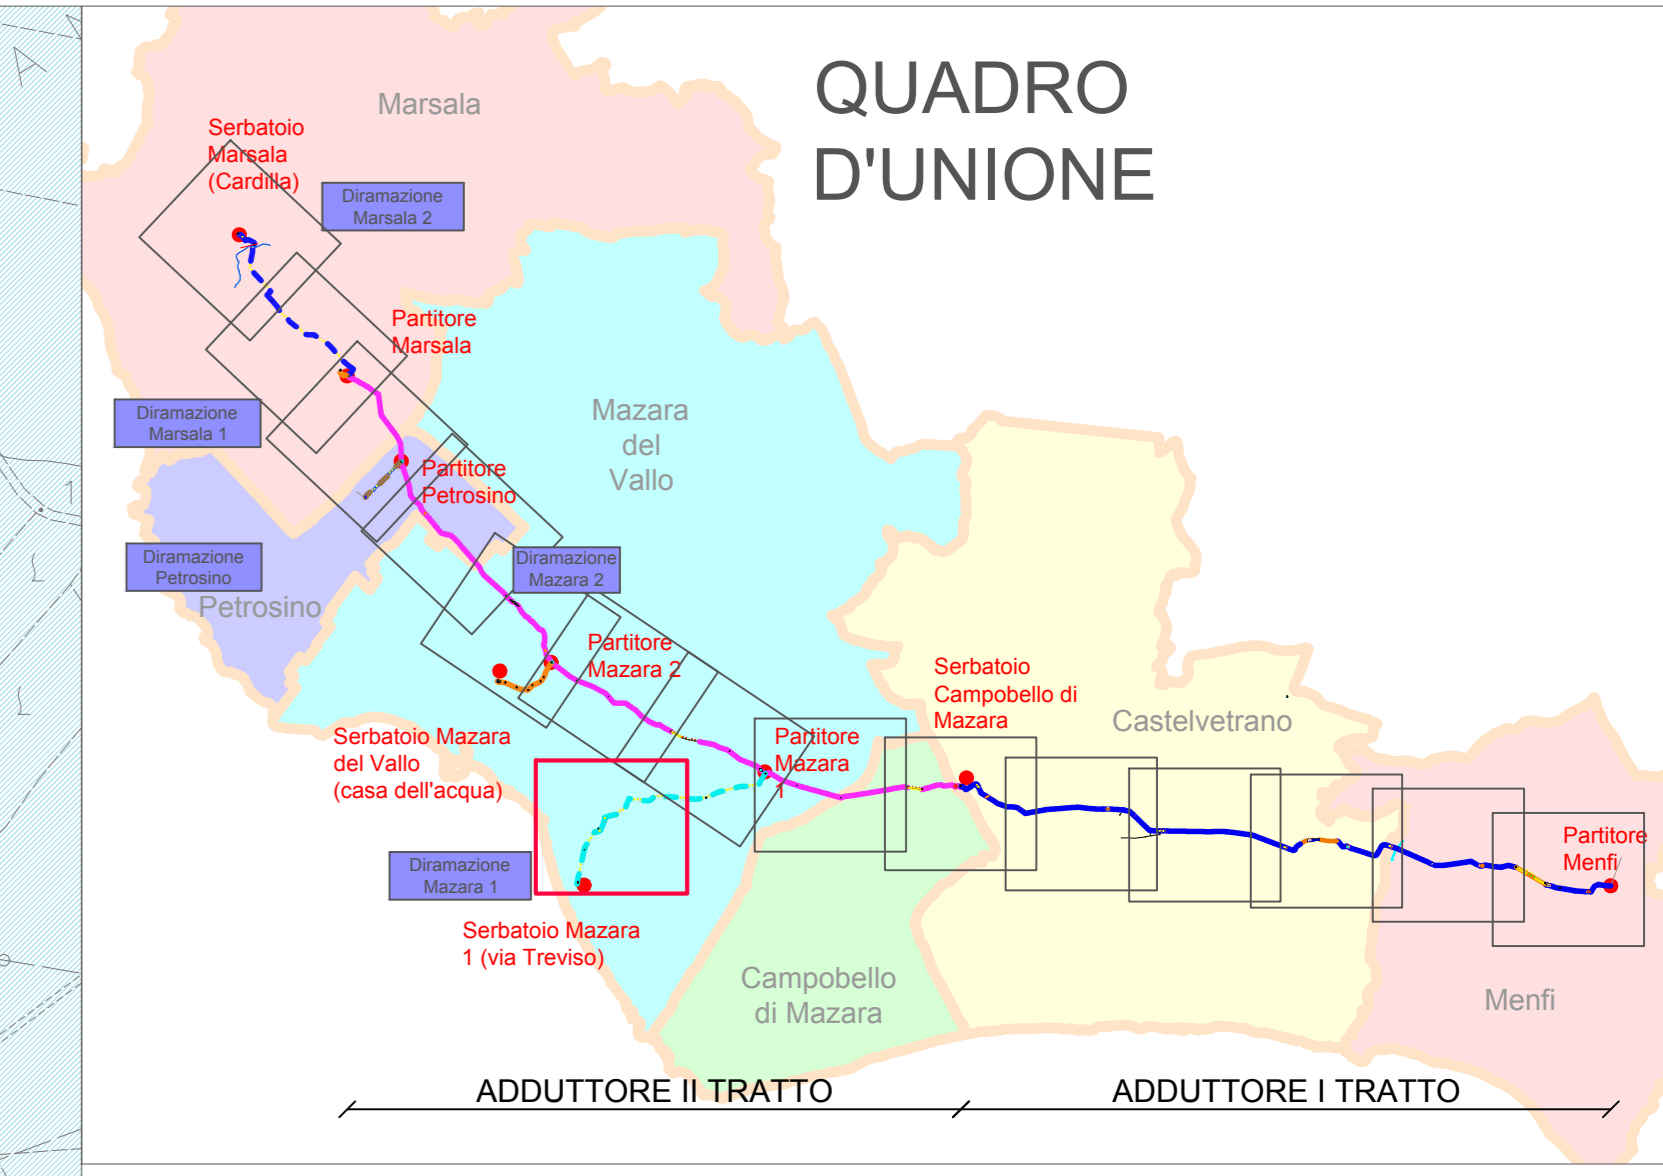 QUADRO
D'UNIONE
Marsala
Serbatoio
Marsala
(Cardilla)
Diramazione
Marsala 2
Partitore
Marsala
Diramazione
Marsala 1
Mazara
del
Vallo
Partitore
Petrosino
Diramazione
Petrosino
Petrosino
Diramazione
Mazara 2
Partitore
Mazara 2
Serbatoio
Campobello di
Mazara
Castelvetrano
Serbatoio Mazara
del Vallo
(casa dell'acqua)
Partitore
Mazara
1
Partitore
Menfi
Diramazione
Mazara 1
Serbatoio Mazara
1 (via Treviso)
Campobello
di Mazara
Menfi
ADDUTTORE II TRATTO
ADDUTTORE I TRATTO